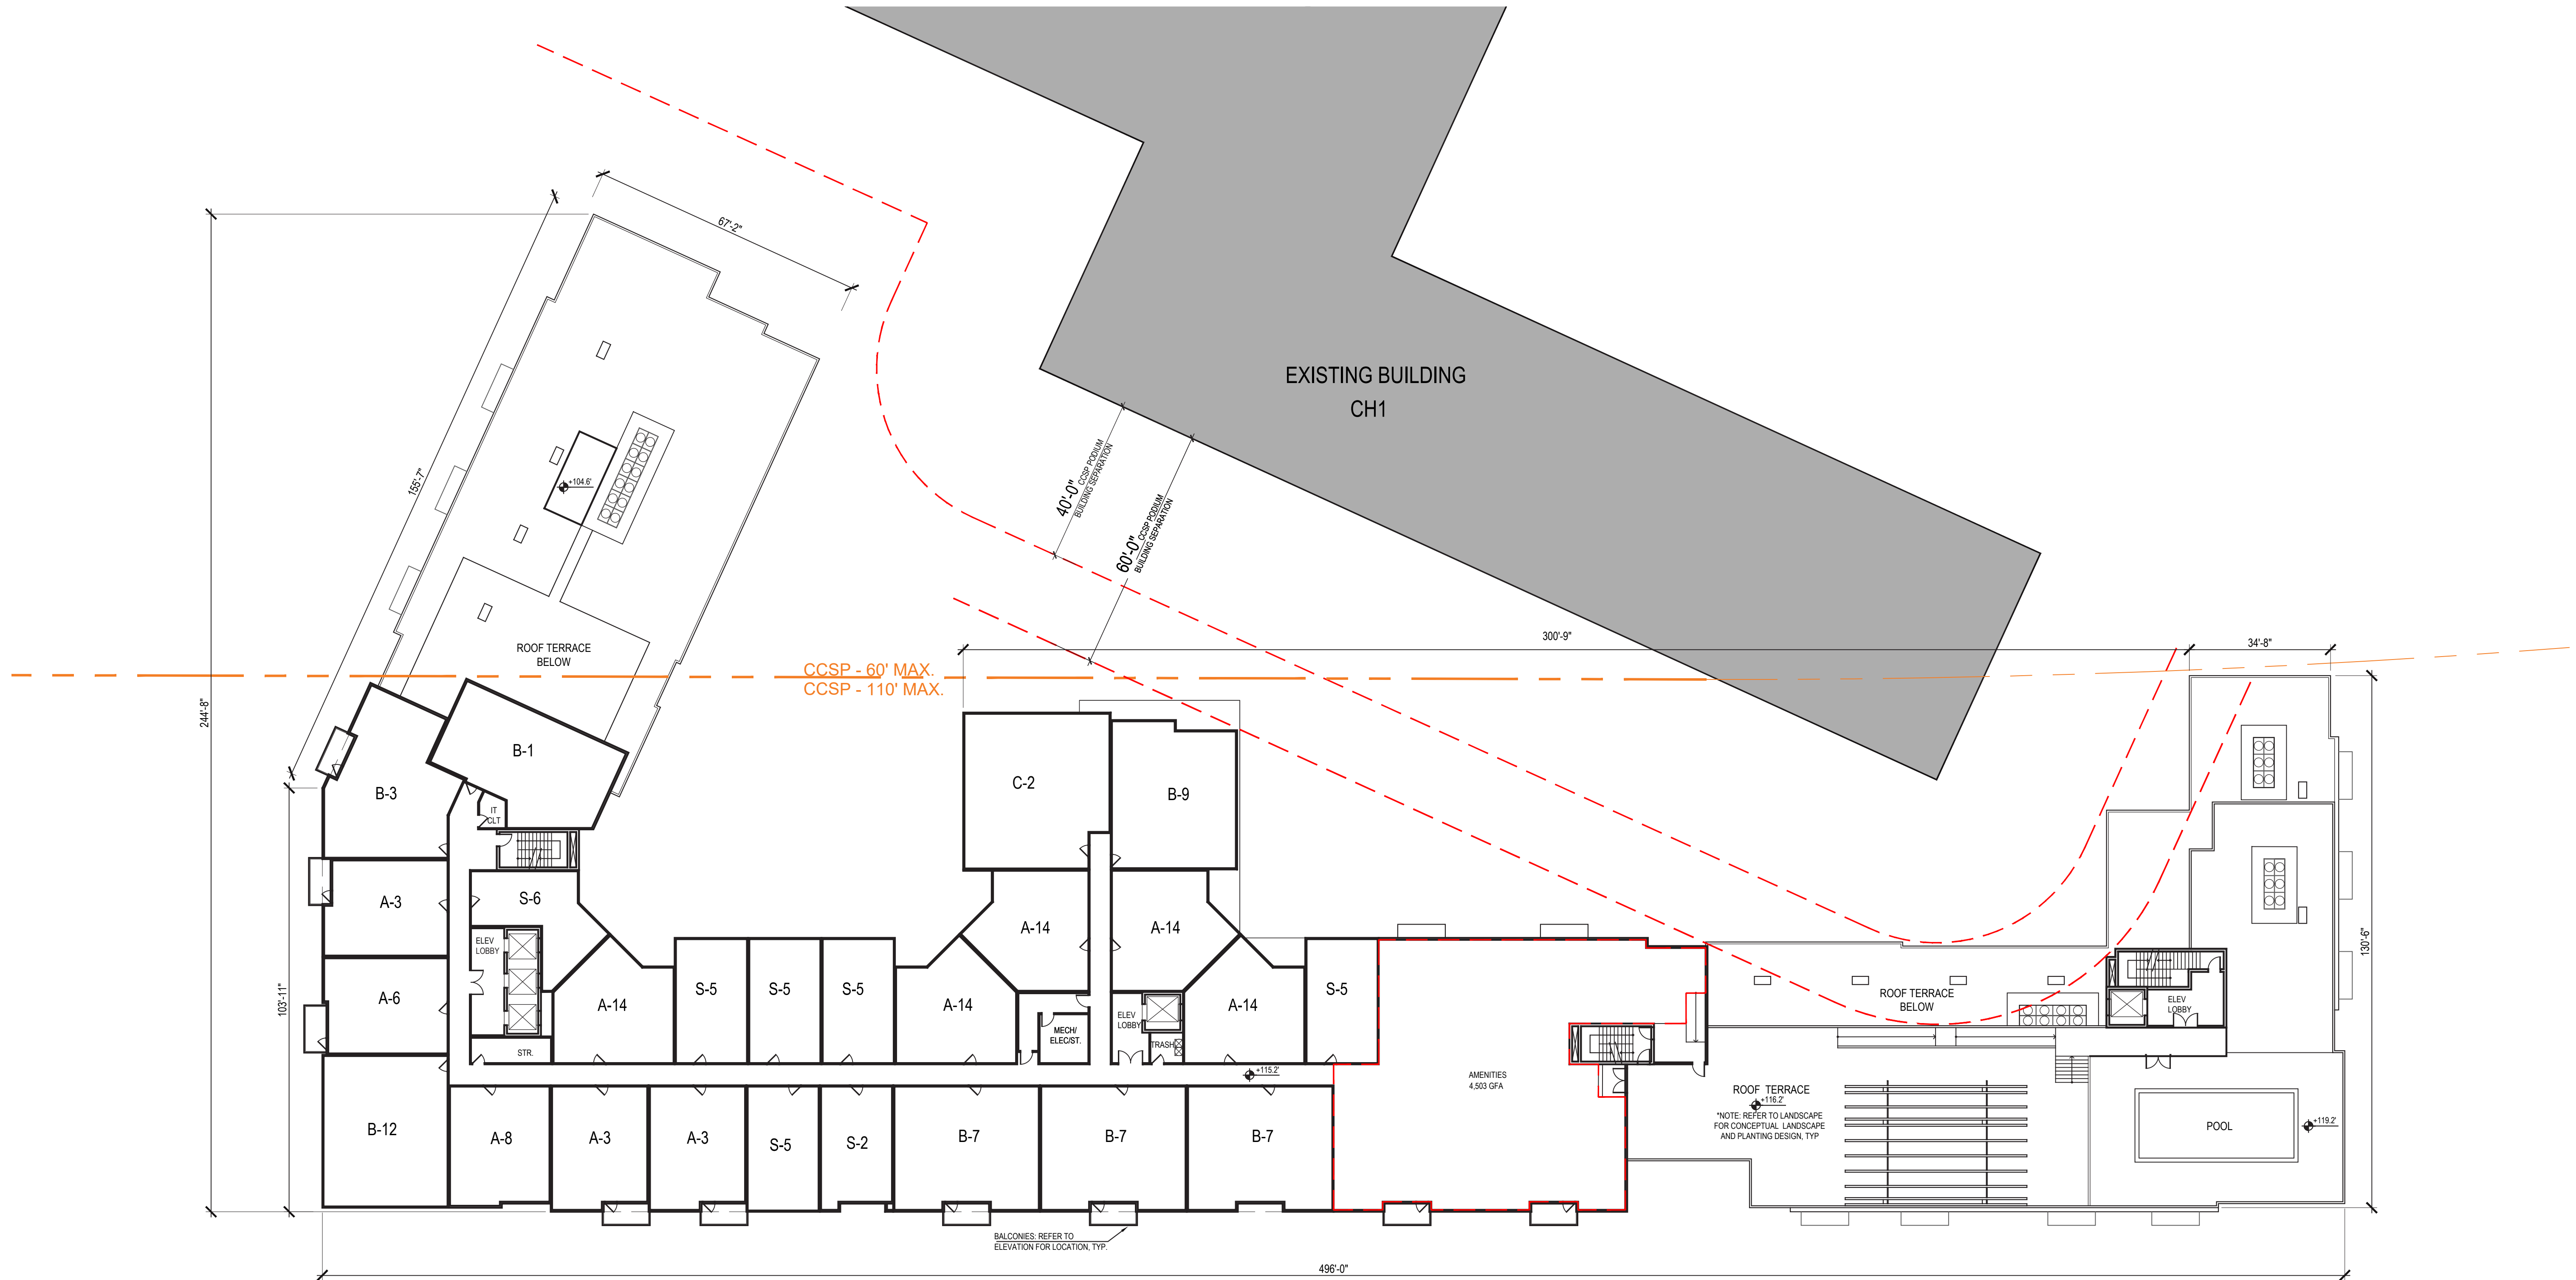 67'-2"
EXISTING BUILDING
CH1
155'-7"
+104.6'
40'-0" CCSP PODIUM
BUILDING SEPARATION
60'-0" CCSP PODIUM
BUILDING SEPARATION
ROOF TERRACE
BELOW
300'-9"
34'-8"
CCSP - 60' MAX.
CCSP - 110' MAX.
244'-8"
B-1
B-3
C-2
B-9
IT
CLT
A-3
S-6
A-14
A-14
ELEV
LOBBY
130'-6"
103'-11"
A-6
A-14
S-5
S-5
S-5
A-14
A-14
S-5
ROOF TERRACE
BELOW
ELEV
LOBBY
ELEV
LOBBY
MECH/
ELEC/ST.
TRASH
STR.
+115.2'
AMENITIES
4,503 GFA
ROOF TERRACE
+116.2'
*NOTE: REFER TO LANDSCAPE
FOR CONCEPTUAL LANDSCAPE
AND PLANTING DESIGN, TYP
POOL
+119.2'
B-12
A-8
A-3
A-3
S-5
S-2
B-7
B-7
B-7
BALCONIES: REFER TO
ELEVATION FOR LOCATION, TYP.
496'-0"